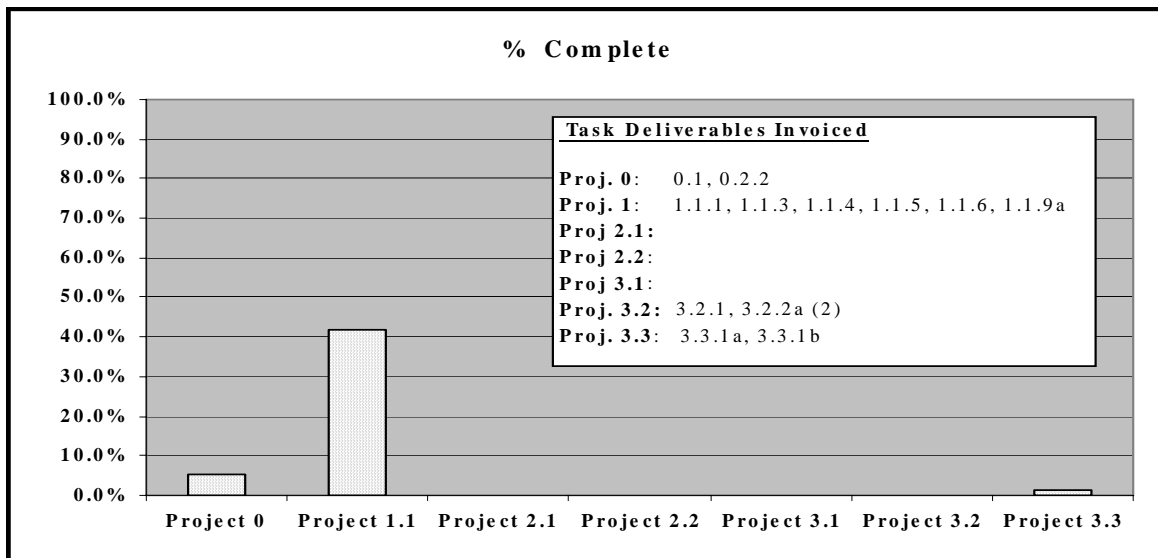 % Complete
100.0%
90.0%
80.0%
70.0%
60.0%
50.0%
40.0%
30.0%
20.0%
10.0%
0.0%
Task Deliverables Invoiced
Proj. 0: 0.1, 0.2.2
Proj. 1: 1.1.1, 1.1.3, 1.1.4, 1.1.5, 1.1.6, 1.1.9a
Proj 2.1:
Proj 2.2:
Proj 3.1:
Proj. 3.2: 3.2.1, 3.2.2a (2)
Proj. 3.3: 3.3.1a, 3.3.1b
Project 0 Project 1.1 Project 2.1 Project 2.2 Project 3.1 Project 3.2 Project 3.3